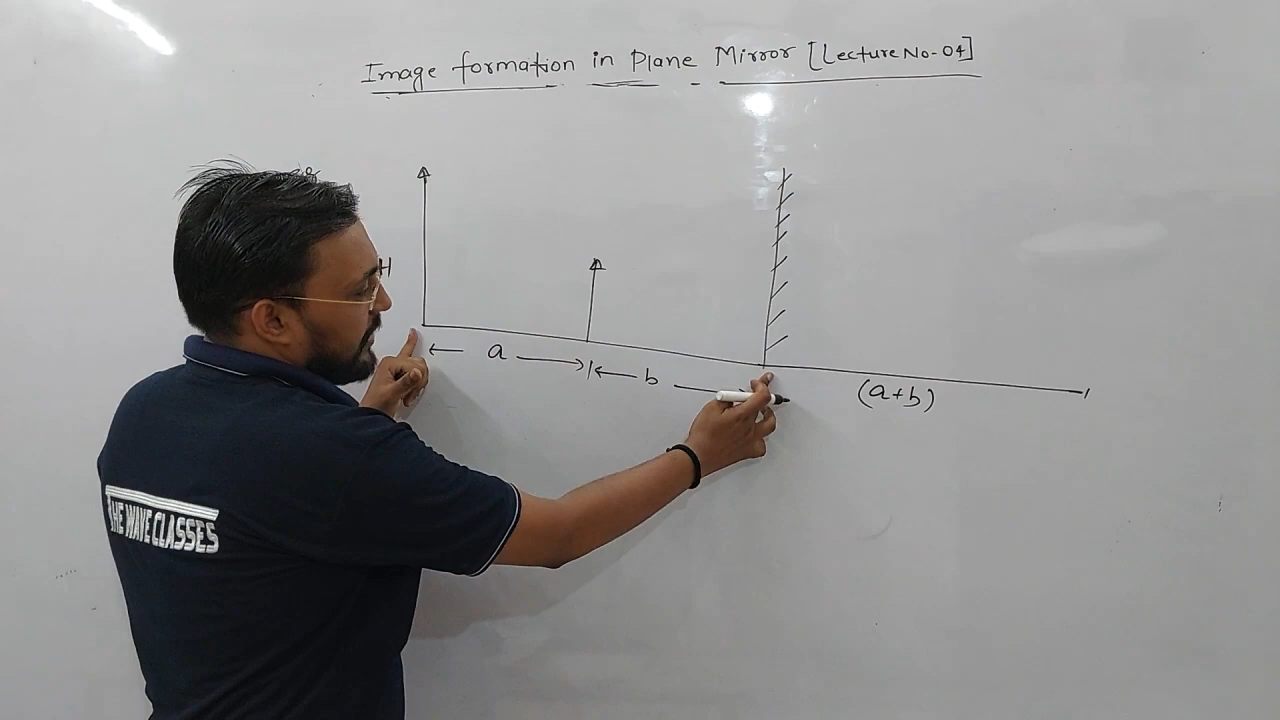 Image formation in Plane Mirror [Lecture No-04]
H
a
b
(a+b)
THE WAVE CLASSES